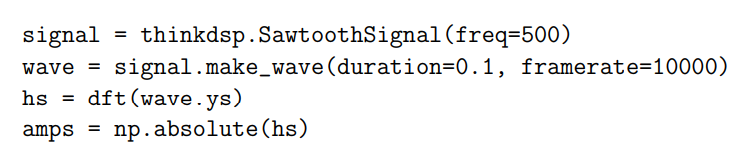 signal = thinkdsp.SawtoothSignal(freq=500)
wave = signal.make_wave(duration=0.1, framerate=10000)
hs = dft(wave.ys)
amps = np.absolute(hs)